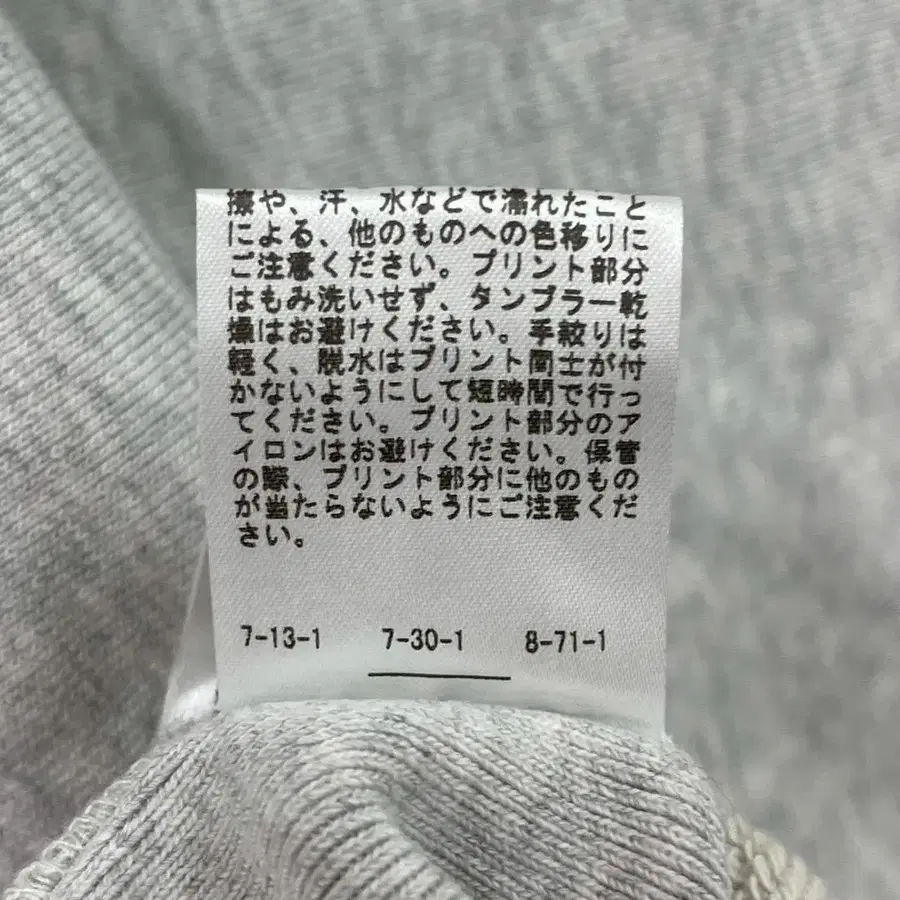 擦や、汗、水などで濡れたこと
による、他のものへの色移りに
ご注意ください。プリント部分
はもみ洗いせず、タンブラー乾
燥はお避けください。手絞りは
軽く、脱水はプリント同士が付
かないようにして短時間で行っ
てください。プリント部分のア
イロンはお避けください。保管
の際、プリント部分に他のもの
が当たらないようにご注意くだ
さい。
7-13-1 7-30-1 8-71-1